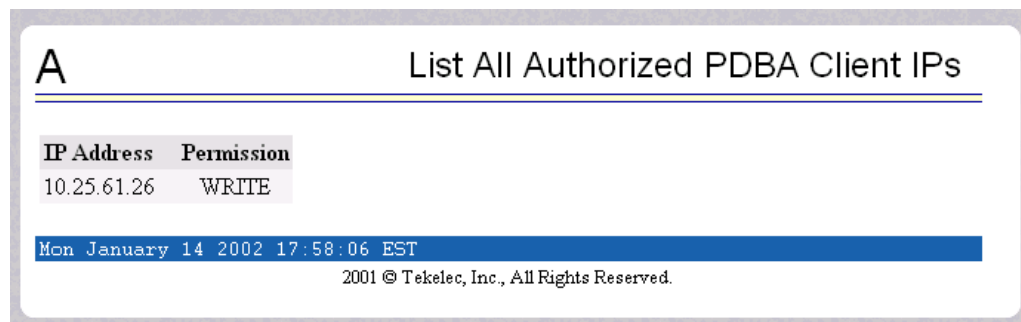 A List All Authorized PDBA Client IPs
IP Address Permission
10.25.61.26 WRITE
Mon January 14 2002 17:58:06 EST
2001 © Tekelec, Inc., All Rights Reserved.